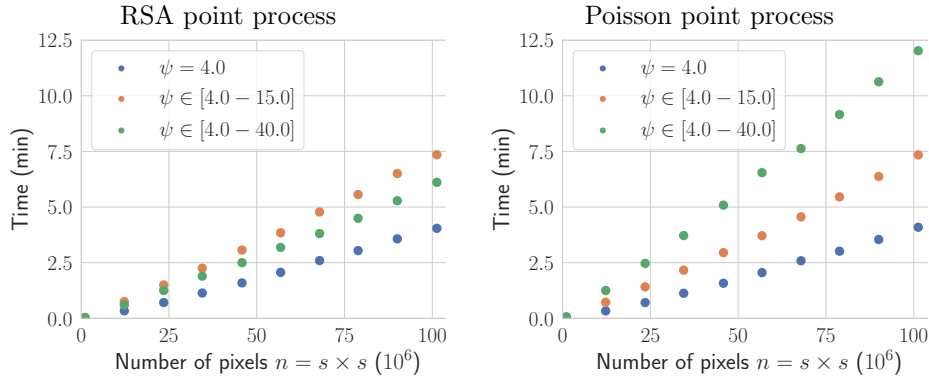 RSA point process
12.5
10.0
7.5
5.0
2.5
0.0
Time (min)
ψ = 4.0
ψ ∈ [4.0 − 15.0]
ψ ∈ [4.0 − 40.0]
0
25
50
75
100
Number of pixels n = s × s (10⁶)
Poisson point process
12.5
10.0
7.5
5.0
2.5
0.0
Time (min)
ψ = 4.0
ψ ∈ [4.0 − 15.0]
ψ ∈ [4.0 − 40.0]
0
25
50
75
100
Number of pixels n = s × s (10⁶)